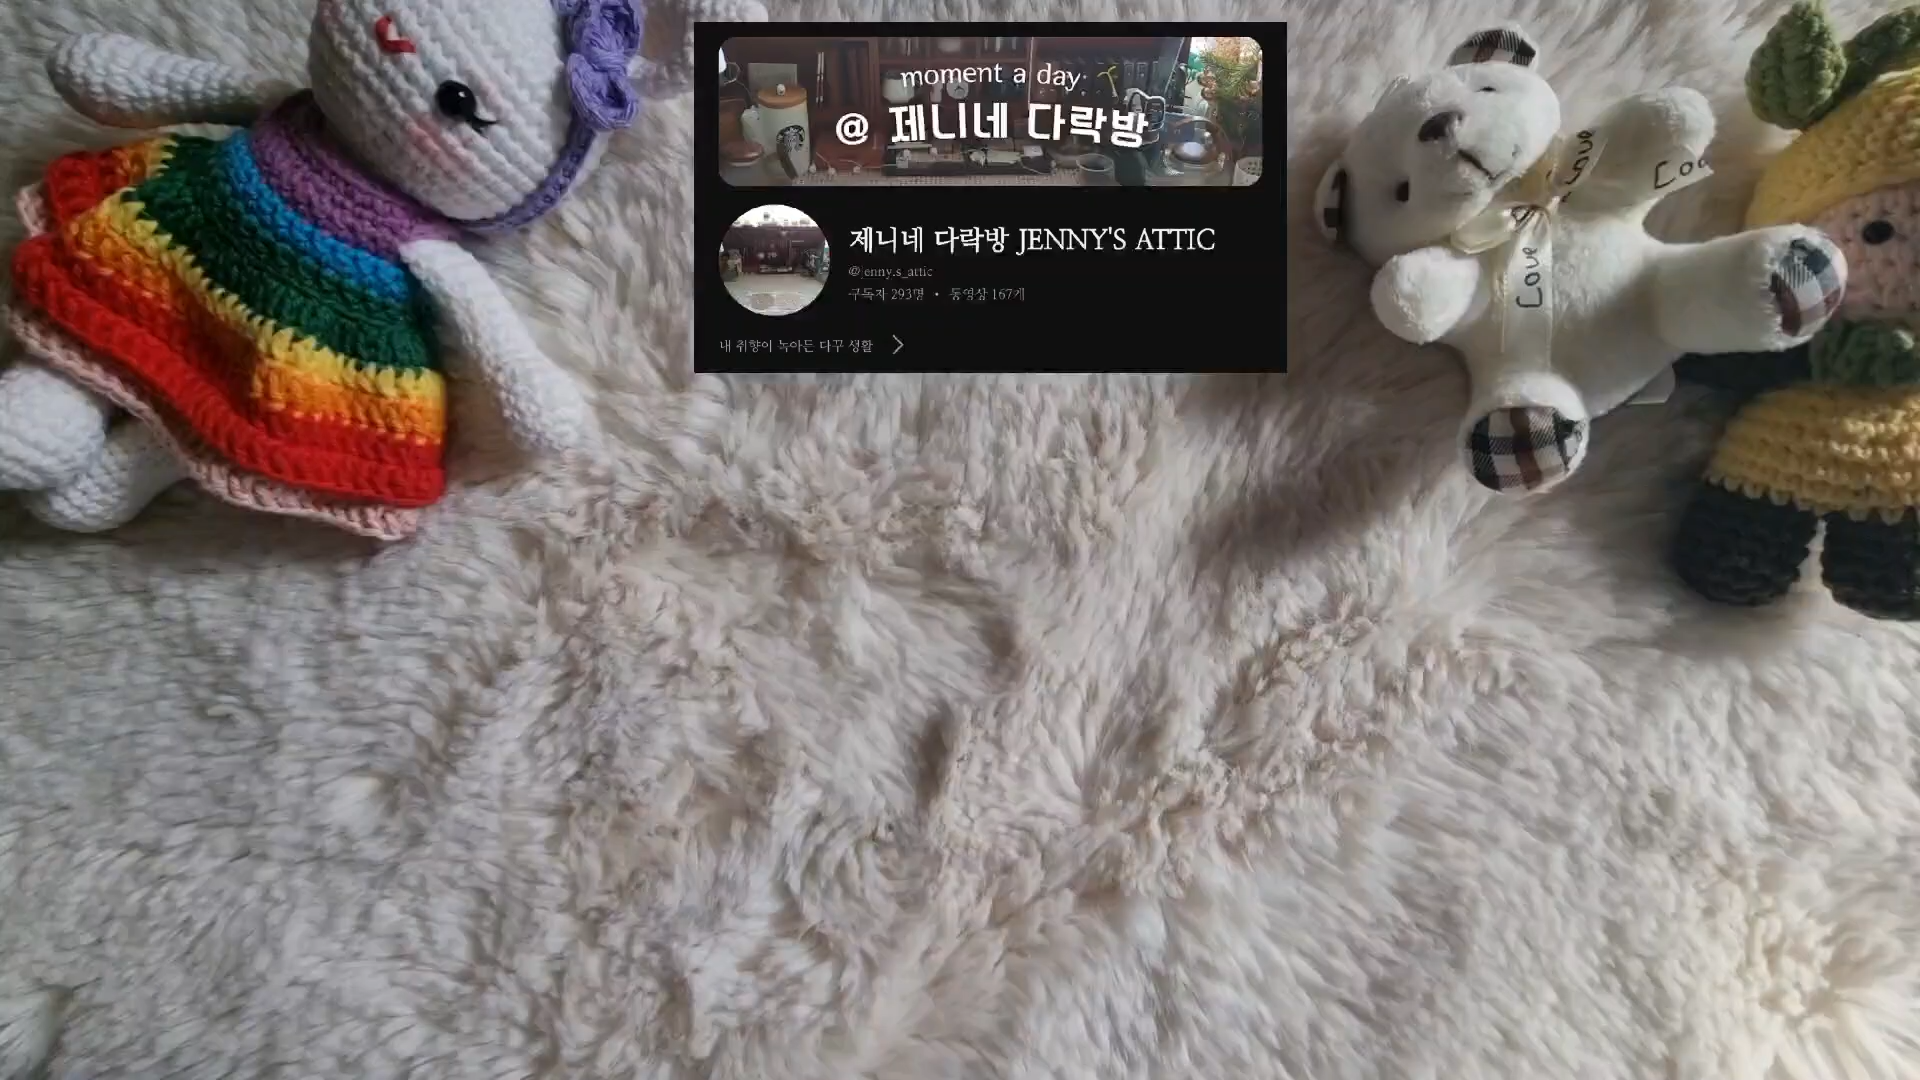 moment a day
@ 제니네 다락방
제니네 다락방 JENNY'S ATTIC
@jenny.s_attic
구독자 293명 • 동영상 167개
내 취향이 녹아든 다꾸 생활
Love
Love
Love